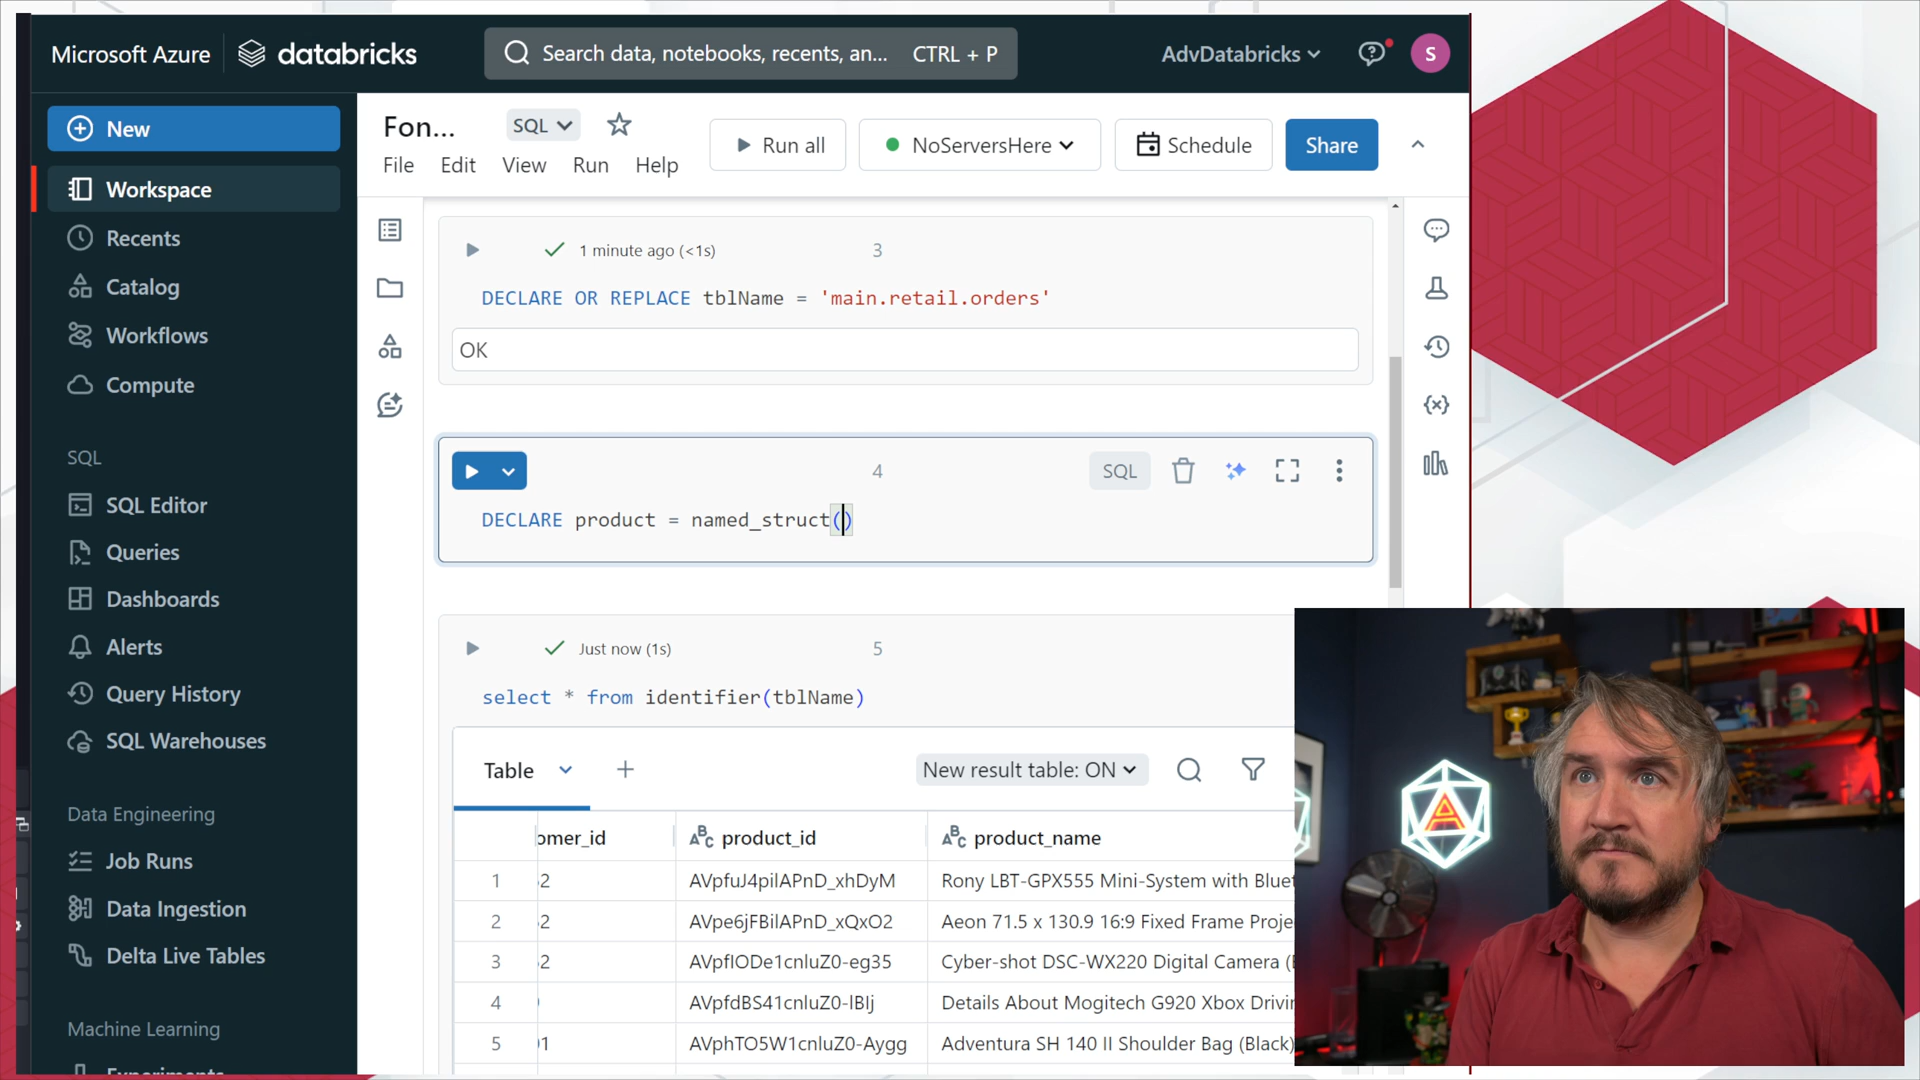 Microsoft Azure
databricks
Search data, notebooks, recents, an... CTRL + P
AdvDatabricks
S
New
Workspace
Recents
Catalog
Workflows
Compute
SQL
SQL Editor
Queries
Dashboards
Alerts
Query History
SQL Warehouses
Data Engineering
Job Runs
Data Ingestion
Delta Live Tables
Machine Learning
Experiments
Fon...
SQL
File Edit View Run Help
Run all
NoServersHere
Schedule
Share
1 minute ago (<1s)
3
DECLARE OR REPLACE tblName = 'main.retail.orders'
OK
4
SQL
DECLARE product = named_struct()
Just now (1s)
5
select * from identifier(tblName)
Table
+
New result table: ON
omer_id product_id product_name
1 2 AVpfuJ4pilAPnD_xhDyM Rony LBT-GPX555 Mini-System with Bluet
2 2 AVpe6jFBilAPnD_xQxO2 Aeon 71.5 x 130.9 16:9 Fixed Frame Proje
3 2 AVpfIODe1cnluZ0-eg35 Cyber-shot DSC-WX220 Digital Camera (
4 AVpfdBS41cnluZ0-lBIj Details About Mogitech G920 Xbox Drivin
5 1 AVphTO5W1cnluZ0-Aygg Adventura SH 140 II Shoulder Bag (Black)
A